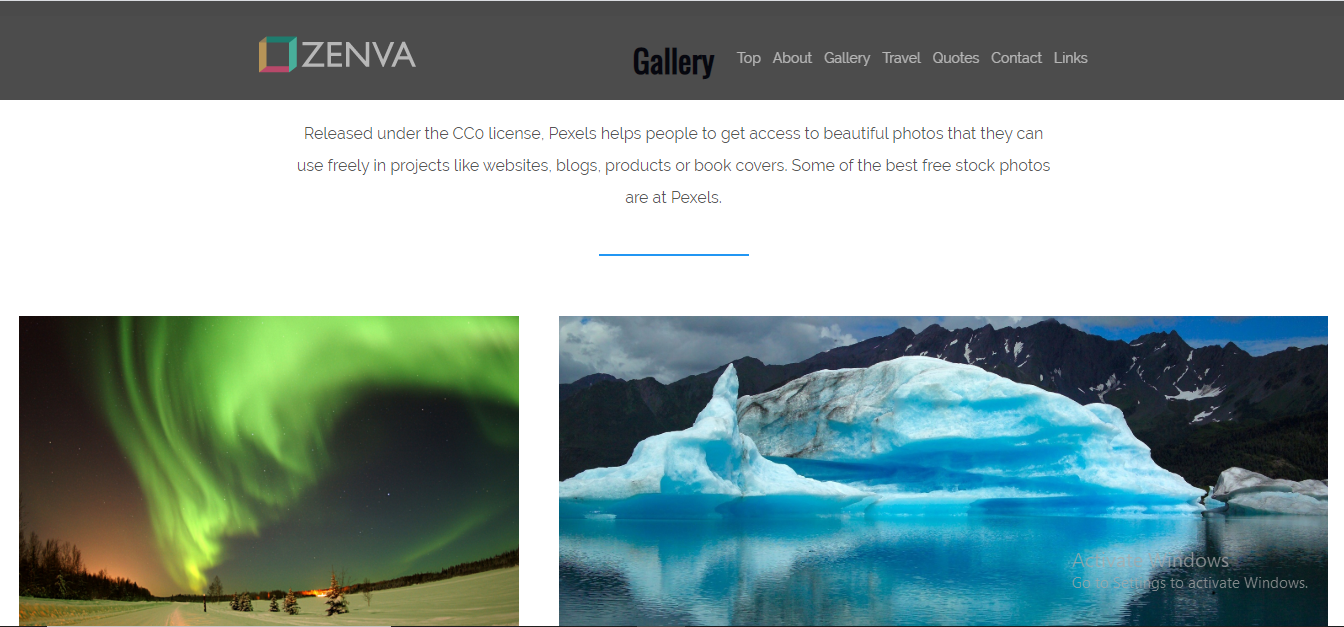 ZENVA
Gallery
Top About Gallery Travel Quotes Contact Links
Released under the CC0 license, Pexels helps people to get access to beautiful photos that they can
use freely in projects like websites, blogs, products or book covers. Some of the best free stock photos
are at Pexels.
Activate Windows
Go to Settings to activate Windows.